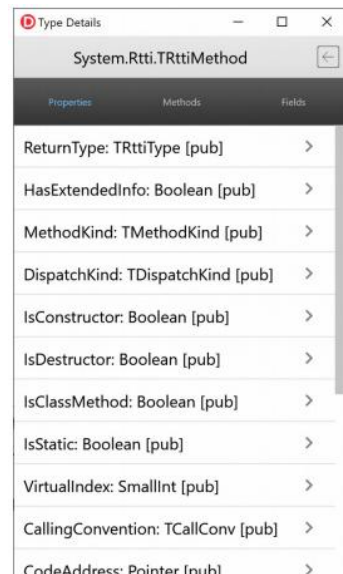 Type Details
System.Rtti.TRttiMethod
Properties Methods Fields
ReturnType: TRttiType [pub]
HasExtendedInfo: Boolean [pub]
MethodKind: TMethodKind [pub]
DispatchKind: TDispatchKind [pub]
IsConstructor: Boolean [pub]
IsDestructor: Boolean [pub]
IsClassMethod: Boolean [pub]
IsStatic: Boolean [pub]
VirtualIndex: SmallInt [pub]
CallingConvention: TCallConv [pub]
CodeAddress: Pointer [pub]